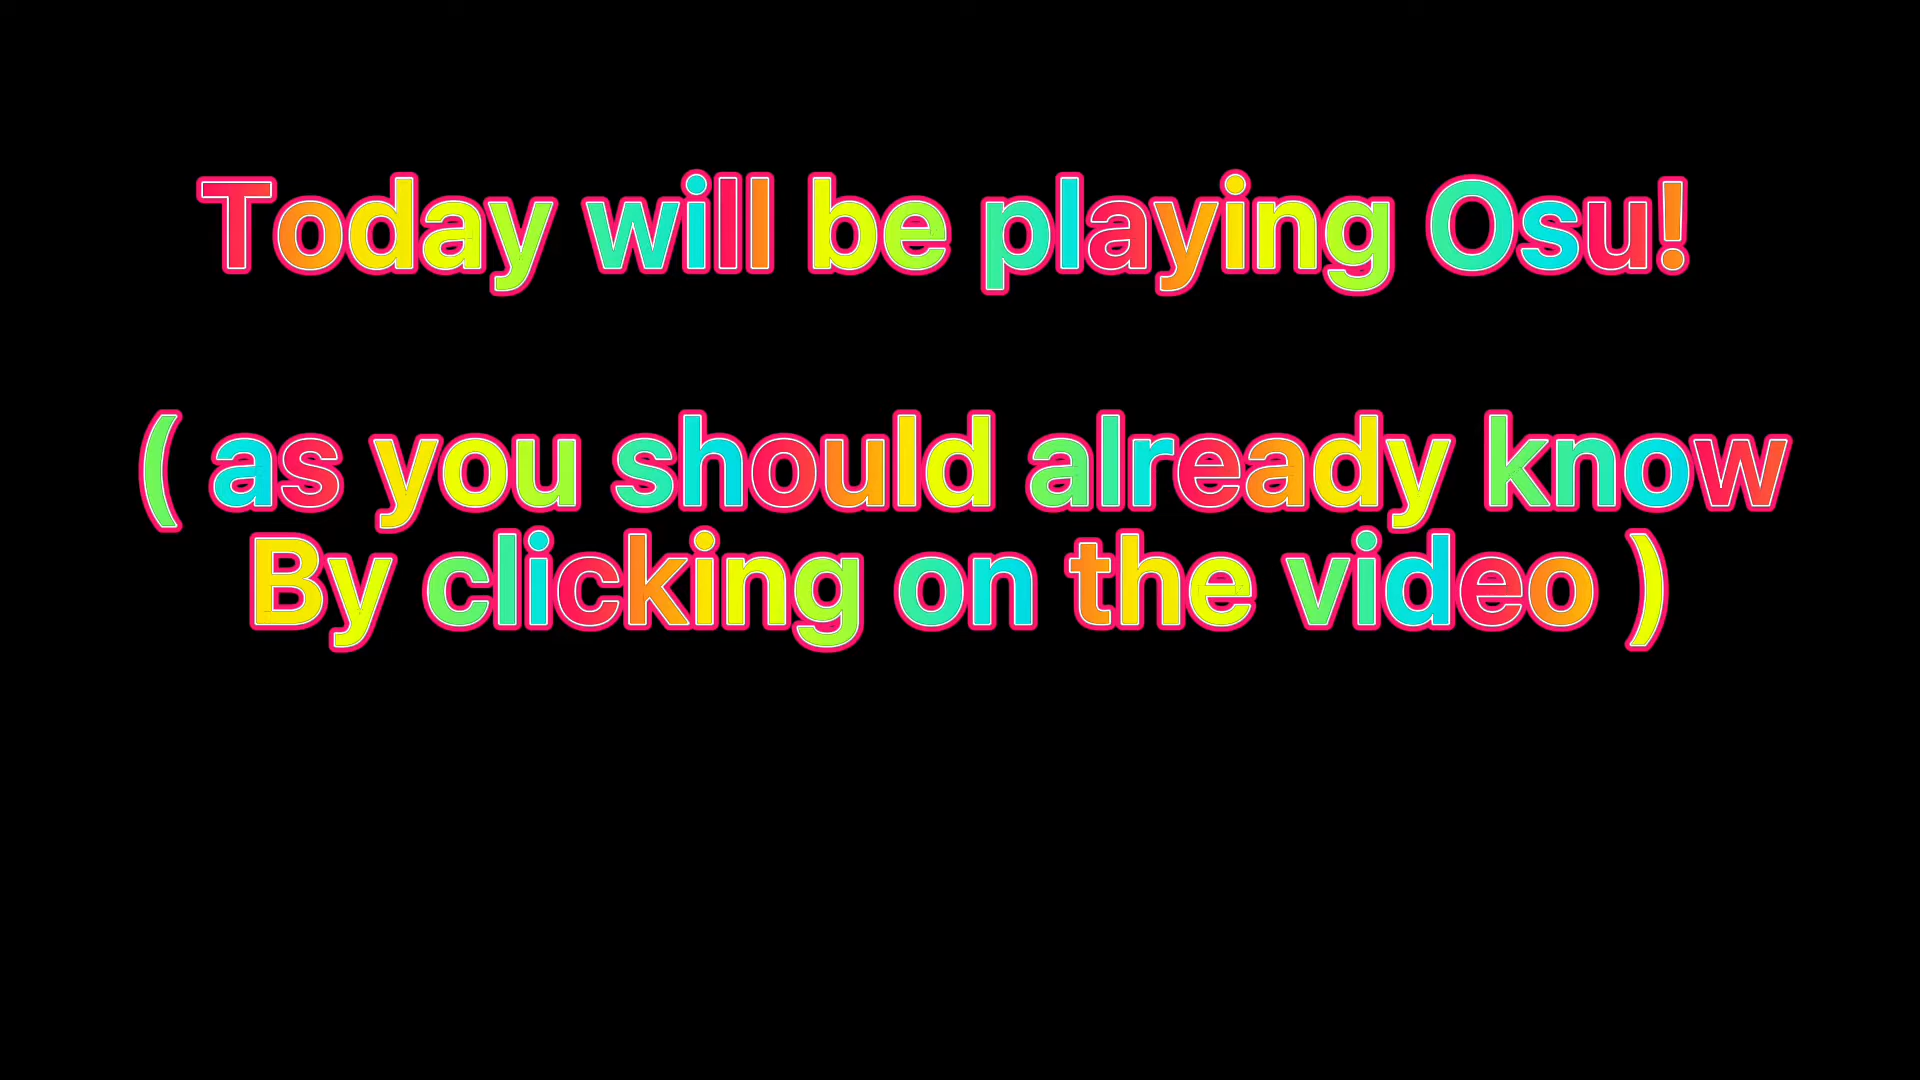 Today will be playing Osu!
( as you should already know
By clicking on the video )